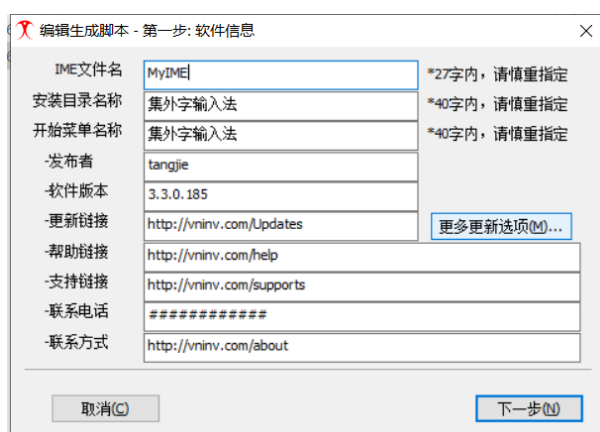 编辑生成脚本 - 第一步: 软件信息
IME文件名 MyIME *27字内，请慎重指定
安装目录名称 集外字输入法 *40字内，请慎重指定
开始菜单名称 集外字输入法 *40字内，请慎重指定
-发布者 tangjie
-软件版本 3.3.0.185
-更新链接 http://vninv.com/Updates 更多更新选项(M)...
-帮助链接 http://vninv.com/help
-支持链接 http://vninv.com/supports
-联系电话 ############
-联系方式 http://vninv.com/about
取消(C) 下一步(N)